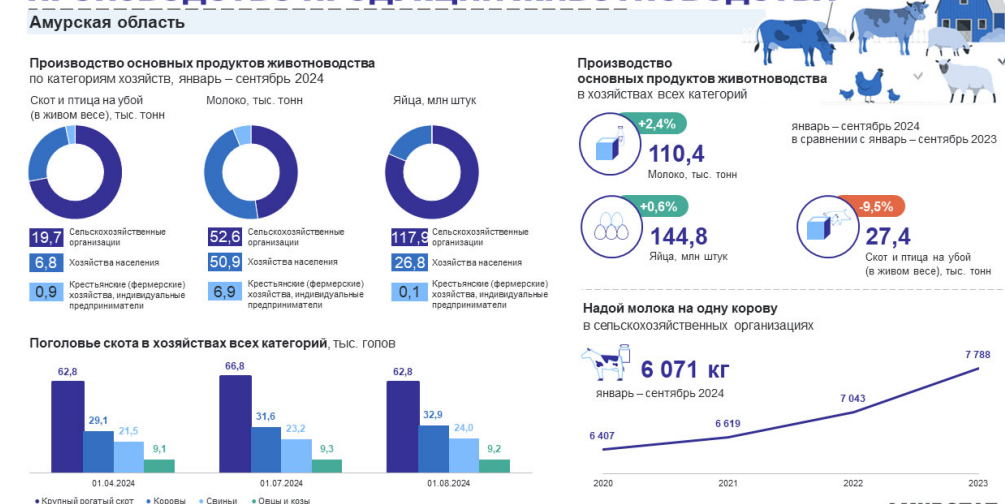 Амурская область
Производство основных продуктов животноводства
по категориям хозяйств, январь – сентябрь 2024
Скот и птица на убой
(в живом весе), тыс. тонн
Молоко, тыс. тонн
Яйца, млн штук
19,7 Сельскохозяйственные
организации
6,8 Хозяйства населения
0,9 Крестьянские (фермерские)
хозяйства, индивидуальные
предприниматели
52,6 Сельскохозяйственные
организации
50,9 Хозяйства населения
6,9 Крестьянские (фермерские)
хозяйства, индивидуальные
предприниматели
117,9 Сельскохозяйственные
организации
26,8 Хозяйства населения
0,1 Крестьянские (фермерские)
хозяйства, индивидуальные
предприниматели
Поголовье скота в хозяйствах всех категорий, тыс. голов
62,8
29,1
21,5
9,1
66,8
31,6
23,2
9,3
62,8
32,9
24,0
9,2
01.04.2024
01.07.2024
01.08.2024
Крупный рогатый скот
Коровы
Свиньи
Овцы и козы
Производство
основных продуктов животноводства
в хозяйствах всех категорий
январь – сентябрь 2024
в сравнении с январь – сентябрь 2023
+2,4%
110,4
Молоко, тыс. тонн
+0,6%
144,8
Яйца, млн штук
-9,5%
27,4
Скот и птица на убой
(в живом весе), тыс. тонн
Надой молока на одну корову
в сельскохозяйственных организациях
6 071 кг
январь – сентябрь 2024
6 407
6 619
7 043
7 788
2020
2021
2022
2023